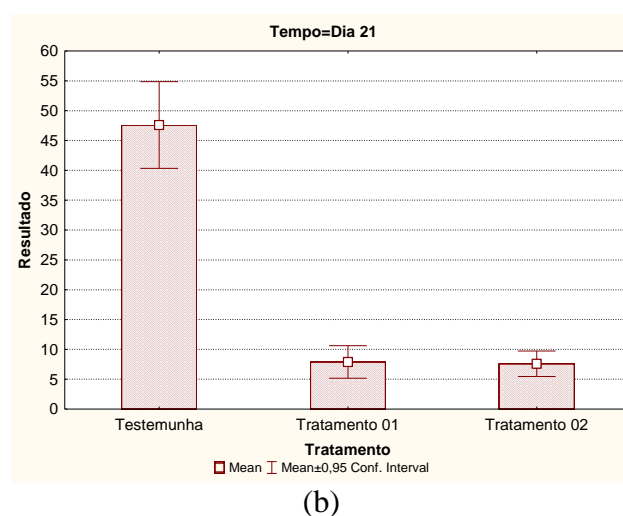 Tempo=Dia 21
60
55
50
45
40
35
30
25
20
15
10
5
0
Resultado
Testemunha Tratamento 01 Tratamento 02
Tratamento
Mean Mean±0,95 Conf. Interval
(b)